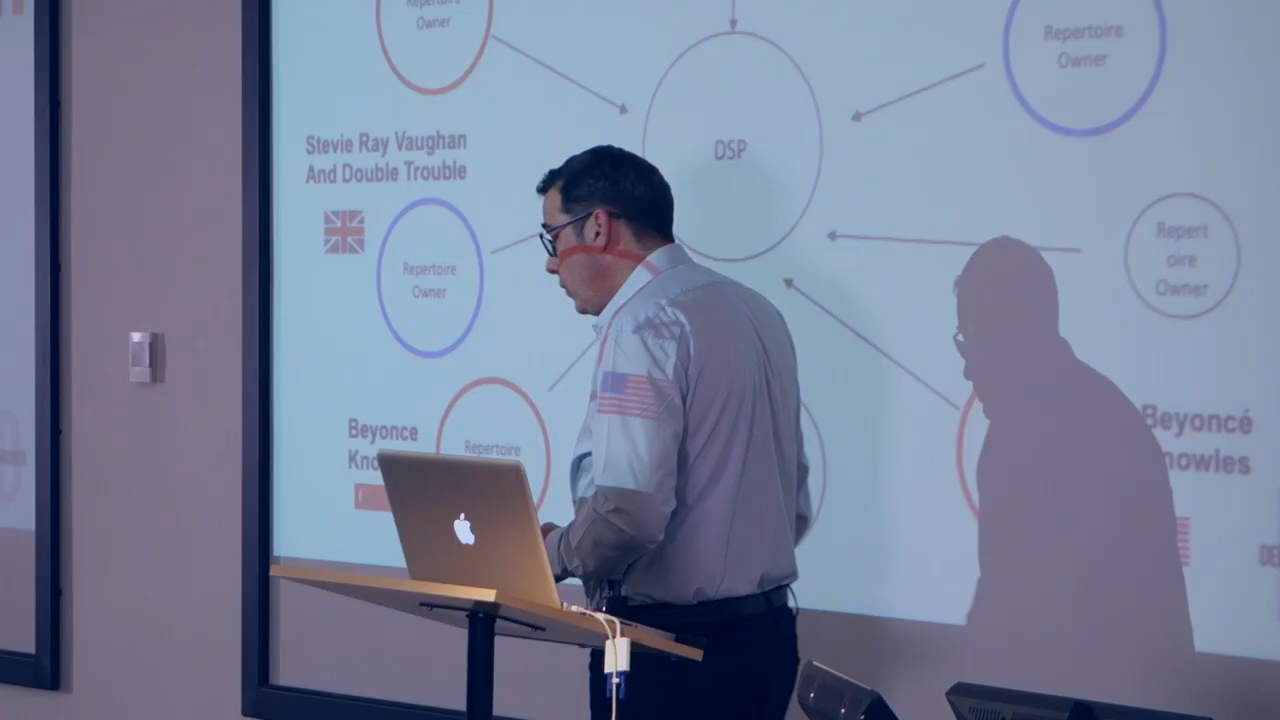 Repertoire
Owner
Repertoire
Owner
Stevie Ray Vaughan
And Double Trouble
DSP
Repertoire
Owner
Repert
oire
Owner
Beyonce
Repertoire
Beyoncé